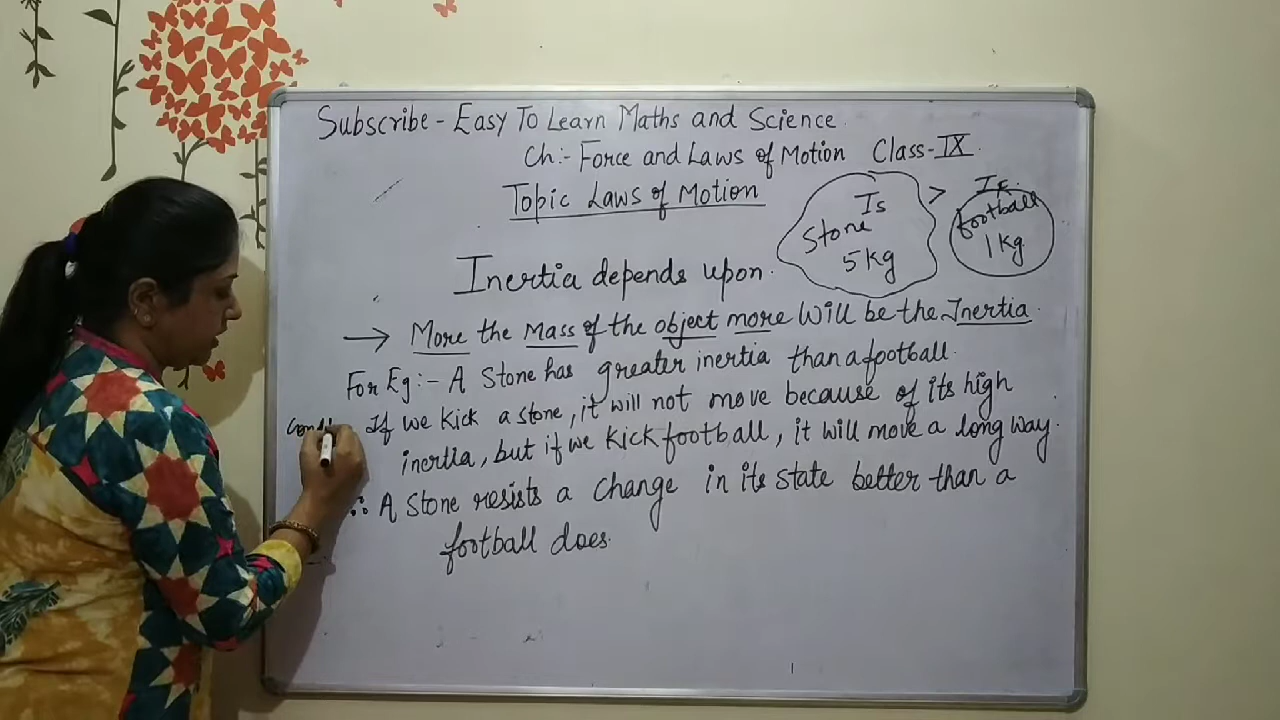 Subscribe - Easy To Learn Maths and Science.
Ch:- Force and Laws of Motion Class-IX.
Topic Laws of Motion
Is
Stone
5 kg
>
football
1 kg
Inertia depends upon.
→ More the Mass of the object more will be the Inertia.
For Eg:- A Stone has greater inertia than a football.
If we kick a stone, it will not move because of its high
inertia, but if we kick football, it will move a long way.
∴ A Stone resists a change in its state better than a
football does.